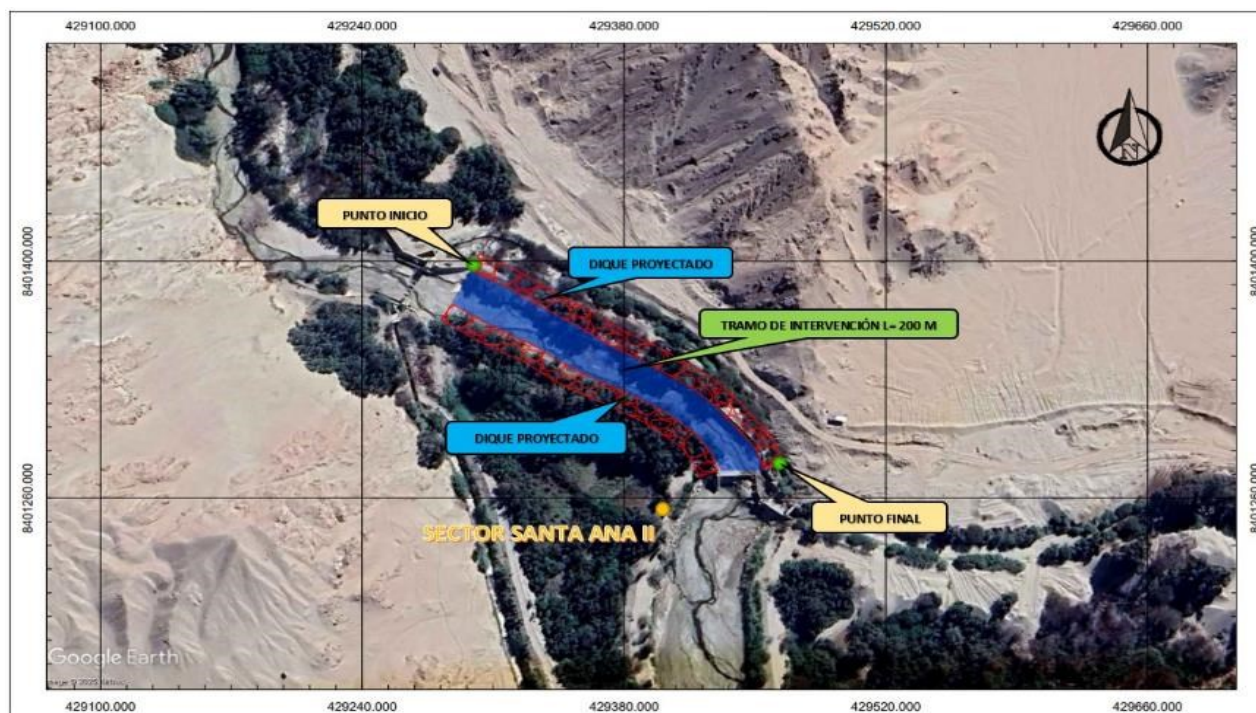 429100.000 429240.000 429380.000 429520.000 429660.000
PUNTO INICIO
8401400.000 8401400.000
DIQUE PROYECTADO
TRAMO DE INTERVENCIÓN L= 200 M
DIQUE PROYECTADO
8401260.000 8401260.000
PUNTO FINAL
SECTOR SANTA ANA II
N
Google Earth
© 2025 Airbus
429100.000 429240.000 429380.000 429520.000 429660.000